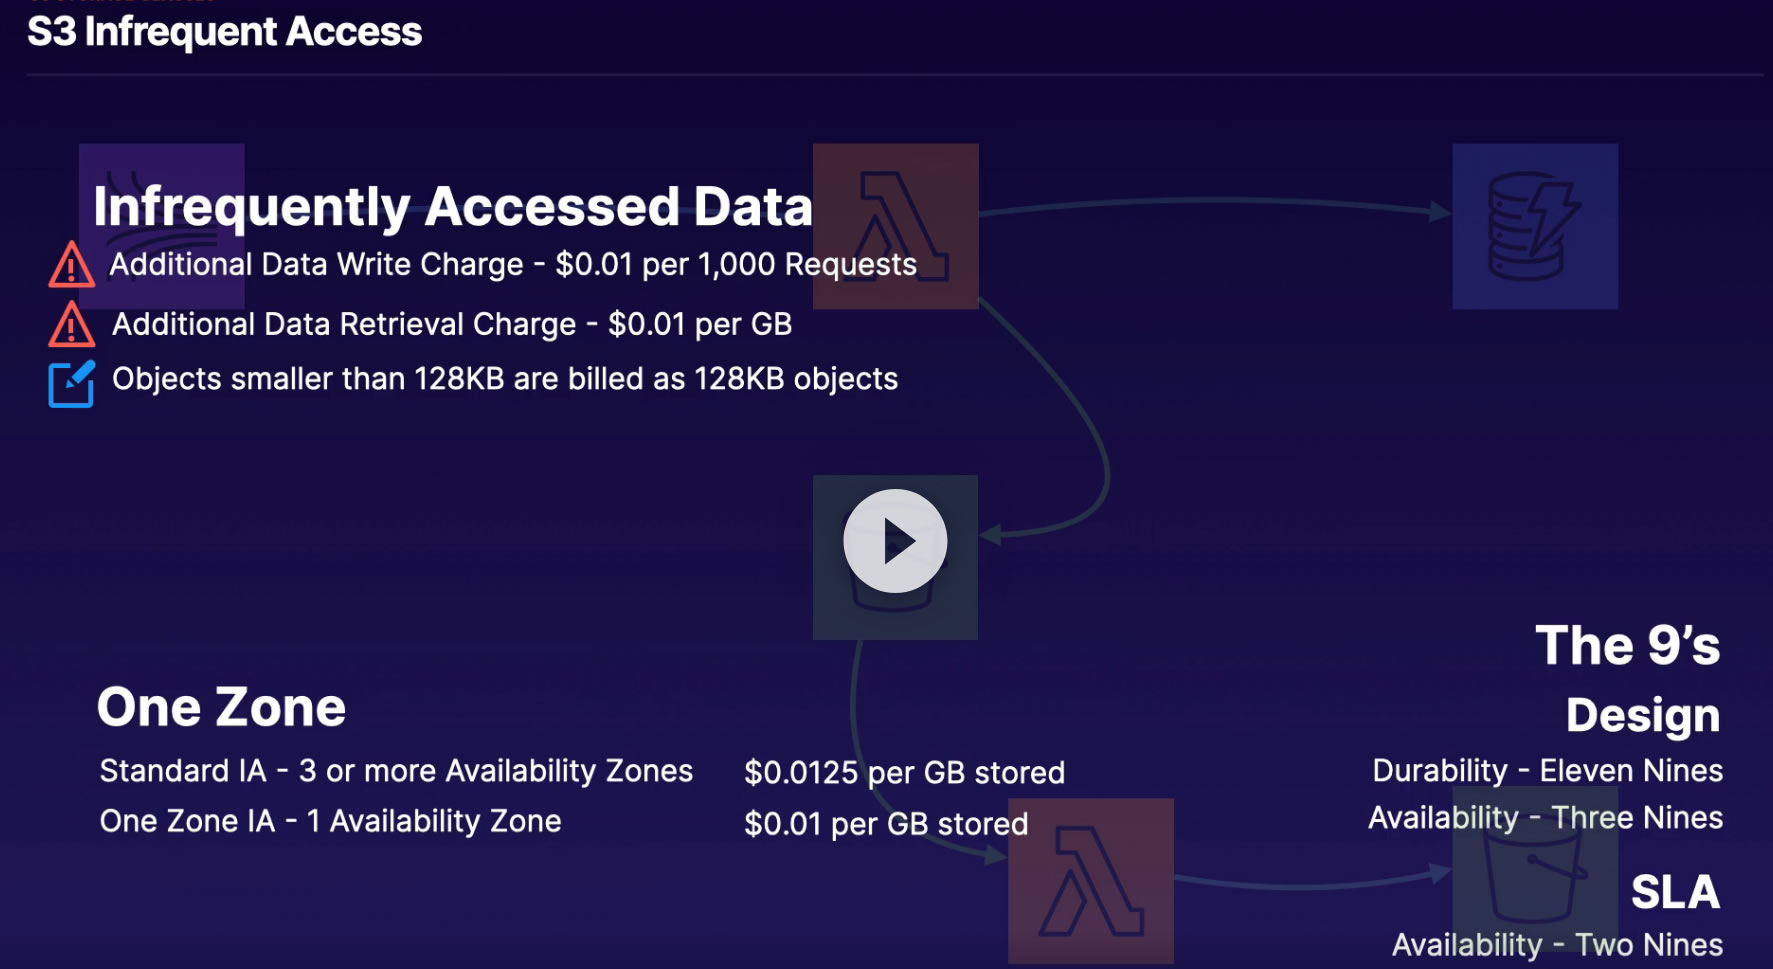 S3 Infrequent Access
Infrequently Accessed Data
Additional Data Write Charge - $0.01 per 1,000 Requests
Additional Data Retrieval Charge - $0.01 per GB
Objects smaller than 128KB are billed as 128KB objects
One Zone
Standard IA - 3 or more Availability Zones $0.0125 per GB stored
One Zone IA - 1 Availability Zone $0.01 per GB stored
The 9’s
Design
Durability - Eleven Nines
Availability - Three Nines
SLA
Availability - Two Nines